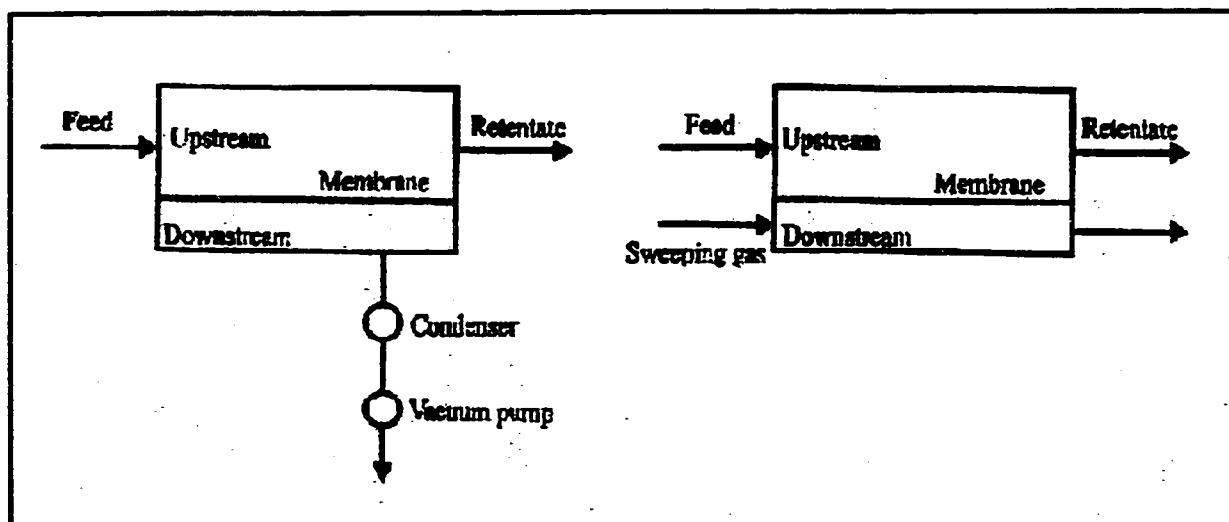 Feed
Upstream
Retentate
Membrane
Downstream
Condenser
Vacuum pump
Feed
Upstream
Retentate
Membrane
Sweeping gas
Downstream